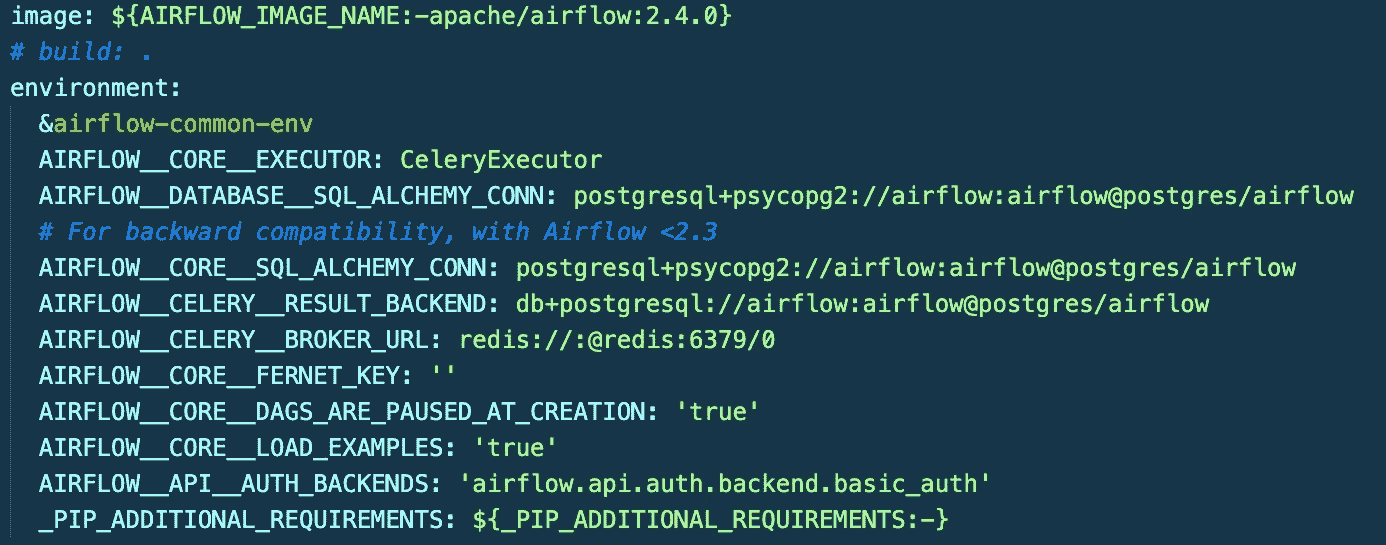 image: ${AIRFLOW_IMAGE_NAME:-apache/airflow:2.4.0}
# build: .
environment:
  &airflow-common-env
  AIRFLOW__CORE__EXECUTOR: CeleryExecutor
  AIRFLOW__DATABASE__SQL_ALCHEMY_CONN: postgresql+psycopg2://airflow:airflow@postgres/airflow
  # For backward compatibility, with Airflow <2.3
  AIRFLOW__CORE__SQL_ALCHEMY_CONN: postgresql+psycopg2://airflow:airflow@postgres/airflow
  AIRFLOW__CELERY__RESULT_BACKEND: db+postgresql://airflow:airflow@postgres/airflow
  AIRFLOW__CELERY__BROKER_URL: redis://:@redis:6379/0
  AIRFLOW__CORE__FERNET_KEY: ''
  AIRFLOW__CORE__DAGS_ARE_PAUSED_AT_CREATION: 'true'
  AIRFLOW__CORE__LOAD_EXAMPLES: 'true'
  AIRFLOW__API__AUTH_BACKENDS: 'airflow.api.auth.backend.basic_auth'
  _PIP_ADDITIONAL_REQUIREMENTS: ${_PIP_ADDITIONAL_REQUIREMENTS:-}